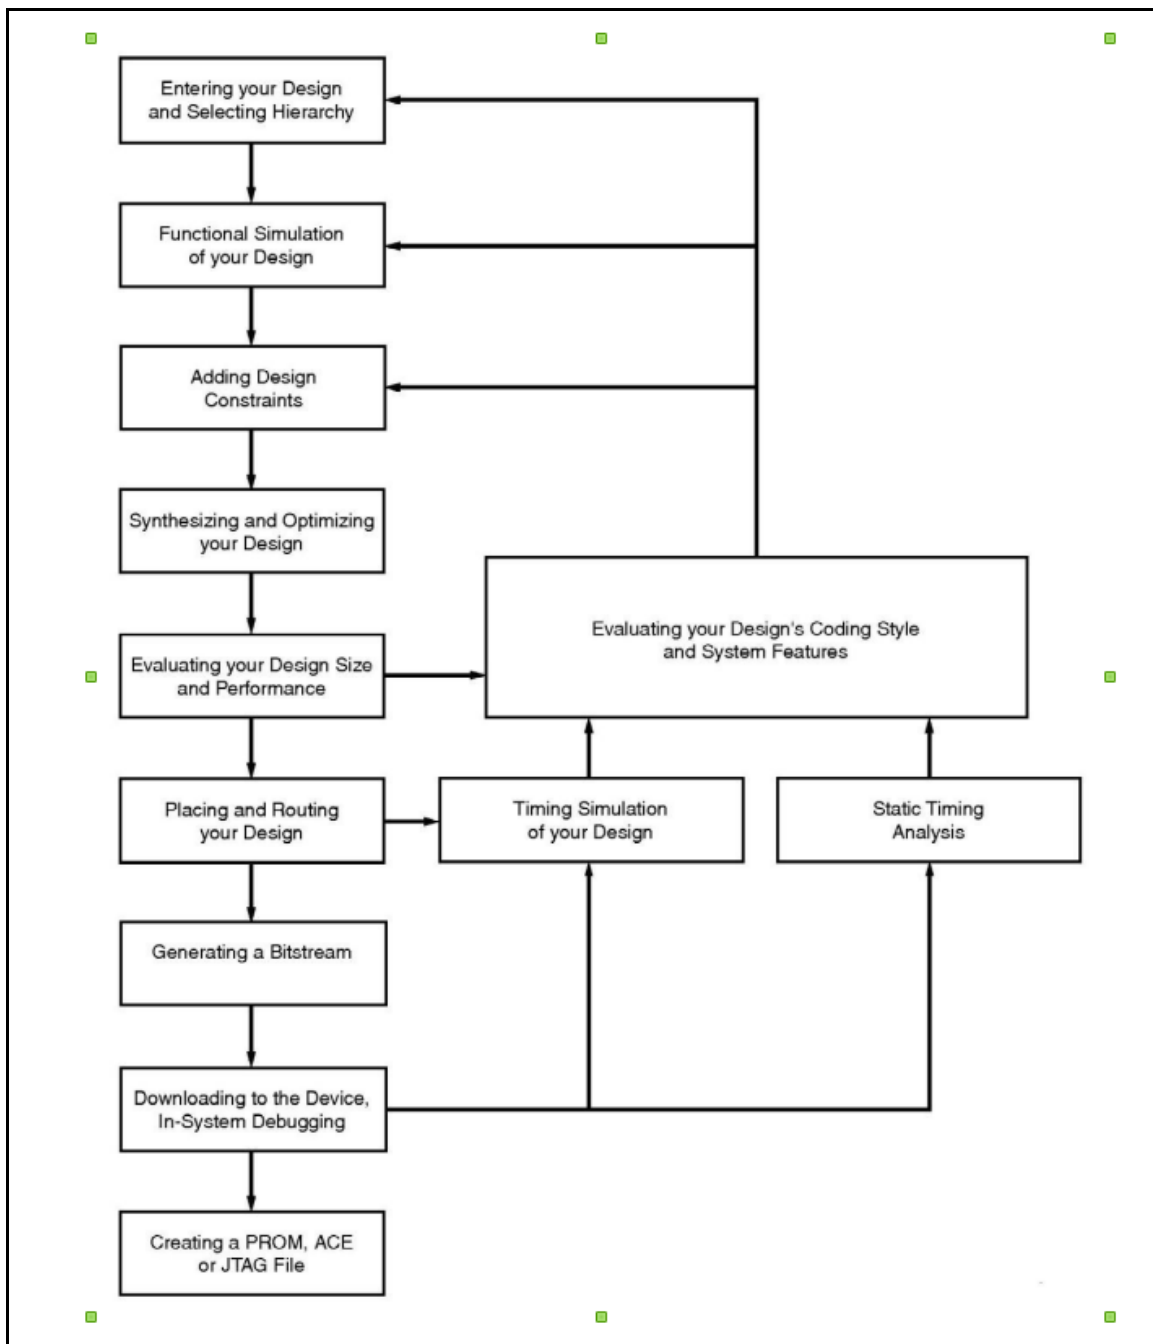 Entering your Design
and Selecting Hierarchy
Functional Simulation
of your Design
Adding Design
Constraints
Synthesizing and Optimizing
your Design
Evaluating your Design's Coding Style
and System Features
Evaluating your Design Size
and Performance
Placing and Routing
your Design
Timing Simulation
of your Design
Static Timing
Analysis
Generating a Bitstream
Downloading to the Device,
In-System Debugging
Creating a PROM, ACE
or JTAG File